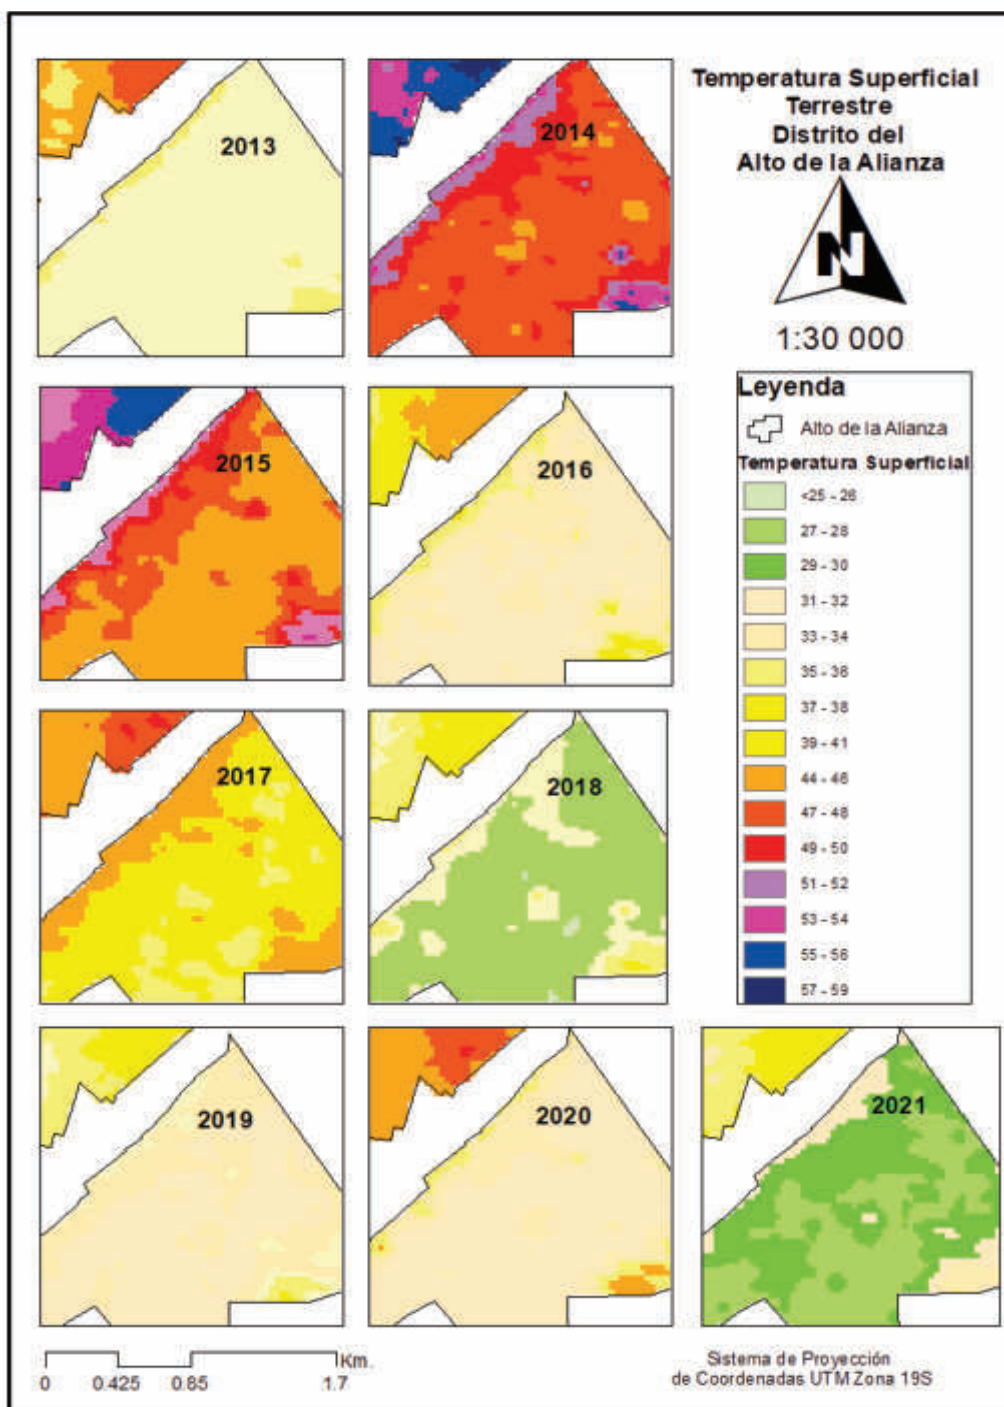 Temperatura Superficial
Terrestre
Distrito del
Alto de la Alianza
N
1:30 000
2013
2014
2015
2016
2017
2018
2019
2020
2021
Leyenda
Alto de la Alianza
Temperatura Superficial
<25 - 26
27 - 28
29 - 30
31 - 32
33 - 34
35 - 36
37 - 38
39 - 41
44 - 46
47 - 48
49 - 50
51 - 52
53 - 54
55 - 56
57 - 59
Km.
0 0.425 0.85 1.7
Sistema de Proyección
de Coordenadas UTM Zona 19S